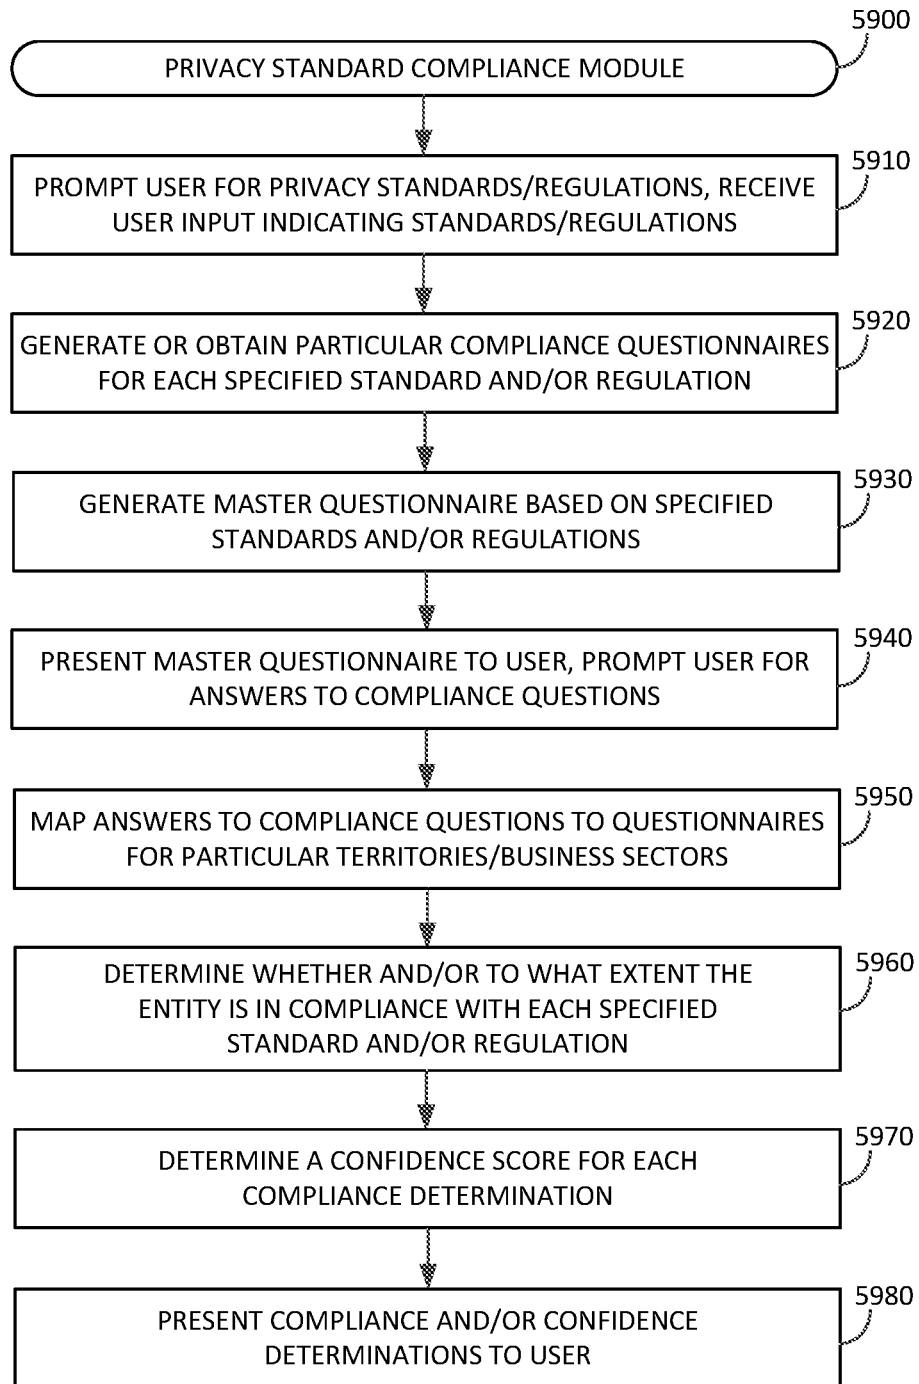 5900
PRIVACY STANDARD COMPLIANCE MODULE
5910
PROMPT USER FOR PRIVACY STANDARDS/REGULATIONS, RECEIVE
USER INPUT INDICATING STANDARDS/REGULATIONS
5920
GENERATE OR OBTAIN PARTICULAR COMPLIANCE QUESTIONNAIRES
FOR EACH SPECIFIED STANDARD AND/OR REGULATION
5930
GENERATE MASTER QUESTIONNAIRE BASED ON SPECIFIED
STANDARDS AND/OR REGULATIONS
5940
PRESENT MASTER QUESTIONNAIRE TO USER, PROMPT USER FOR
ANSWERS TO COMPLIANCE QUESTIONS
5950
MAP ANSWERS TO COMPLIANCE QUESTIONS TO QUESTIONNAIRES
FOR PARTICULAR TERRITORIES/BUSINESS SECTORS
5960
DETERMINE WHETHER AND/OR TO WHAT EXTENT THE
ENTITY IS IN COMPLIANCE WITH EACH SPECIFIED
STANDARD AND/OR REGULATION
5970
DETERMINE A CONFIDENCE SCORE FOR EACH
COMPLIANCE DETERMINATION
5980
PRESENT COMPLIANCE AND/OR CONFIDENCE
DETERMINATIONS TO USER